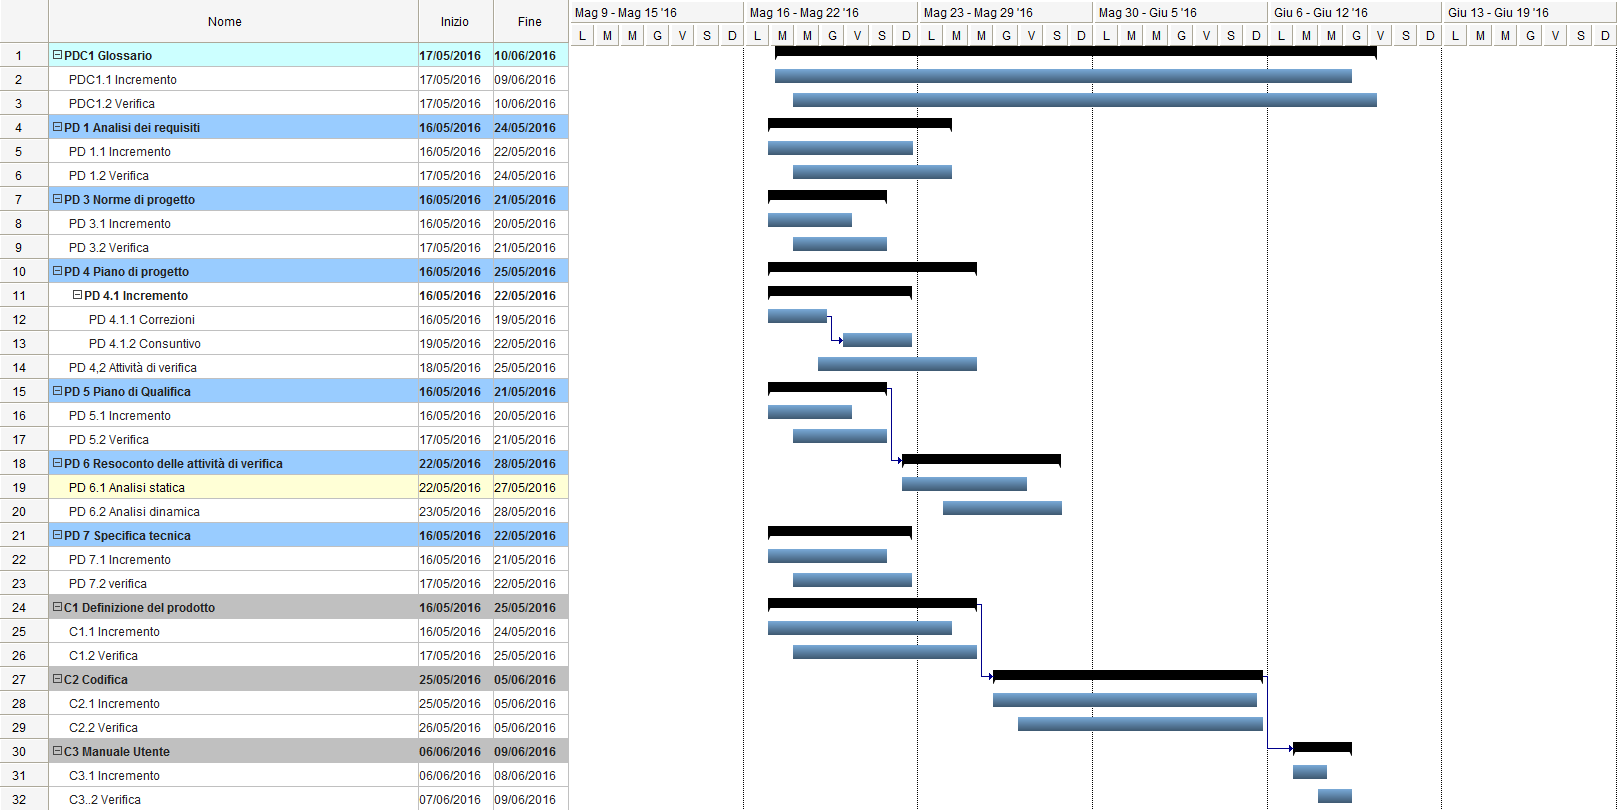 Nome Inizio Fine Mag 9 - Mag 15 '16 Mag 16 - Mag 22 '16 Mag 23 - Mag 29 '16 Mag 30 - Giu 5 '16 Giu 6 - Giu 12 '16 Giu 13 - Giu 19 '16
L M M G V S D L M M G V S D L M M G V S D L M M G V S D L M M G V S D L M M G V S D
1 PDC1 Glossario 17/05/2016 10/06/2016
2 PDC1.1 Incremento 17/05/2016 09/06/2016
3 PDC1.2 Verifica 17/05/2016 10/06/2016
4 PD 1 Analisi dei requisiti 16/05/2016 24/05/2016
5 PD 1.1 Incremento 16/05/2016 22/05/2016
6 PD 1.2 Verifica 17/05/2016 24/05/2016
7 PD 3 Norme di progetto 16/05/2016 21/05/2016
8 PD 3.1 Incremento 16/05/2016 20/05/2016
9 PD 3.2 Verifica 17/05/2016 21/05/2016
10 PD 4 Piano di progetto 16/05/2016 25/05/2016
11 PD 4.1 Incremento 16/05/2016 22/05/2016
12 PD 4.1.1 Correzioni 16/05/2016 19/05/2016
13 PD 4.1.2 Consuntivo 19/05/2016 22/05/2016
14 PD 4,2 Attività di verifica 18/05/2016 25/05/2016
15 PD 5 Piano di Qualifica 16/05/2016 21/05/2016
16 PD 5.1 Incremento 16/05/2016 20/05/2016
17 PD 5.2 Verifica 17/05/2016 21/05/2016
18 PD 6 Resoconto delle attività di verifica 22/05/2016 28/05/2016
19 PD 6.1 Analisi statica 22/05/2016 27/05/2016
20 PD 6.2 Analisi dinamica 23/05/2016 28/05/2016
21 PD 7 Specifica tecnica 16/05/2016 22/05/2016
22 PD 7.1 Incremento 16/05/2016 21/05/2016
23 PD 7.2 verifica 17/05/2016 22/05/2016
24 C1 Definizione del prodotto 16/05/2016 25/05/2016
25 C1.1 Incremento 16/05/2016 24/05/2016
26 C1.2 Verifica 17/05/2016 25/05/2016
27 C2 Codifica 25/05/2016 05/06/2016
28 C2.1 Incremento 25/05/2016 05/06/2016
29 C2.2 Verifica 26/05/2016 05/06/2016
30 C3 Manuale Utente 06/06/2016 09/06/2016
31 C3.1 Incremento 06/06/2016 08/06/2016
32 C3..2 Verifica 07/06/2016 09/06/2016